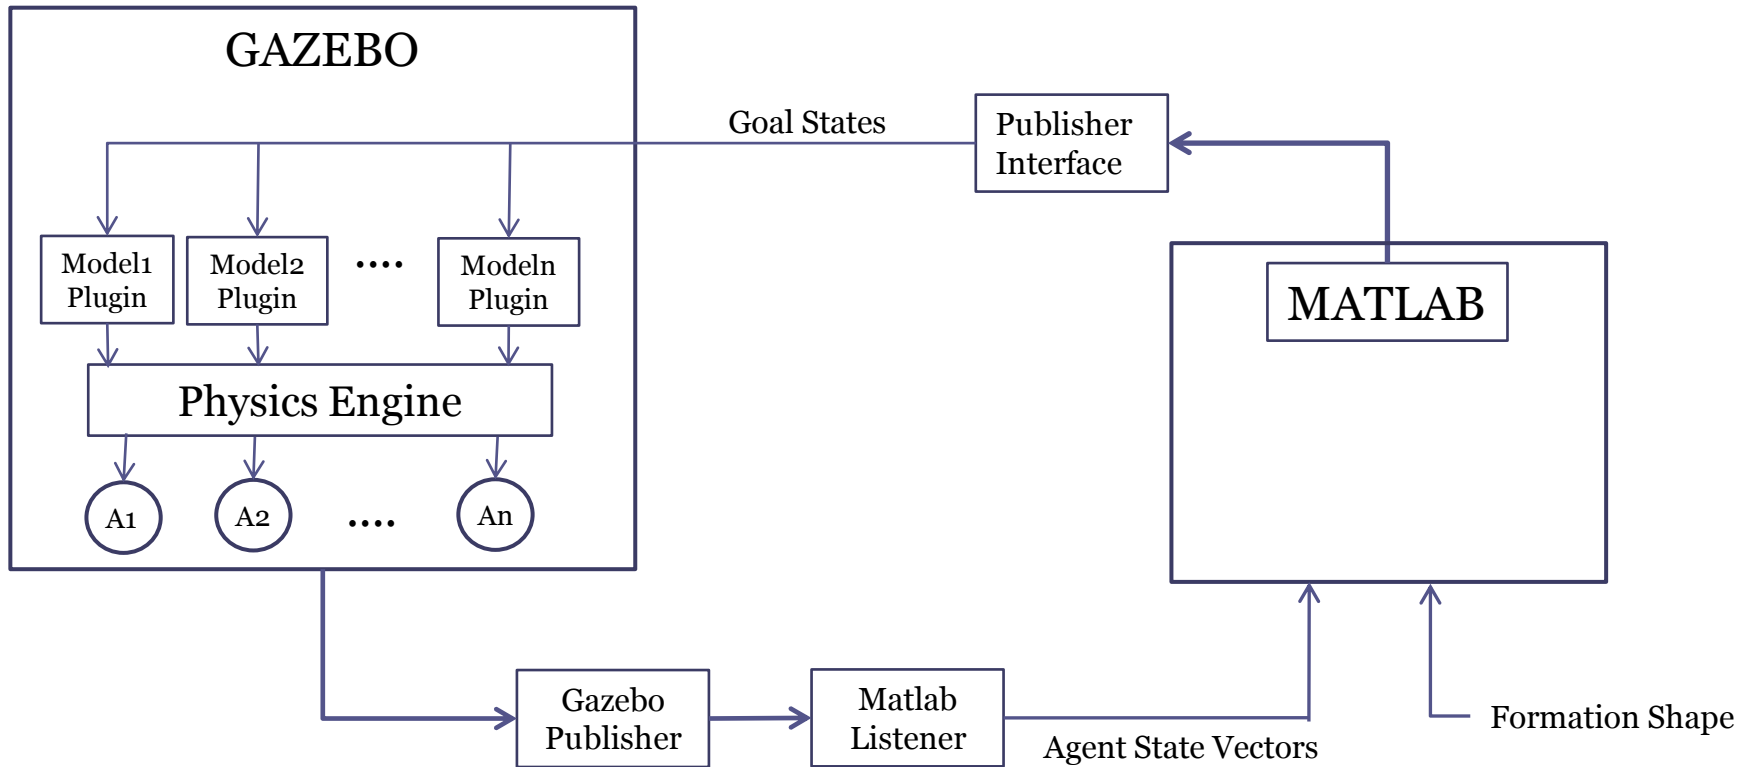 GAZEBO
Goal States
Publisher
Interface
Model1
Plugin
Model2
Plugin
....
Modeln
Plugin
MATLAB
Physics Engine
A1
A2
....
An
Gazebo
Publisher
Matlab
Listener
Agent State Vectors
Formation Shape